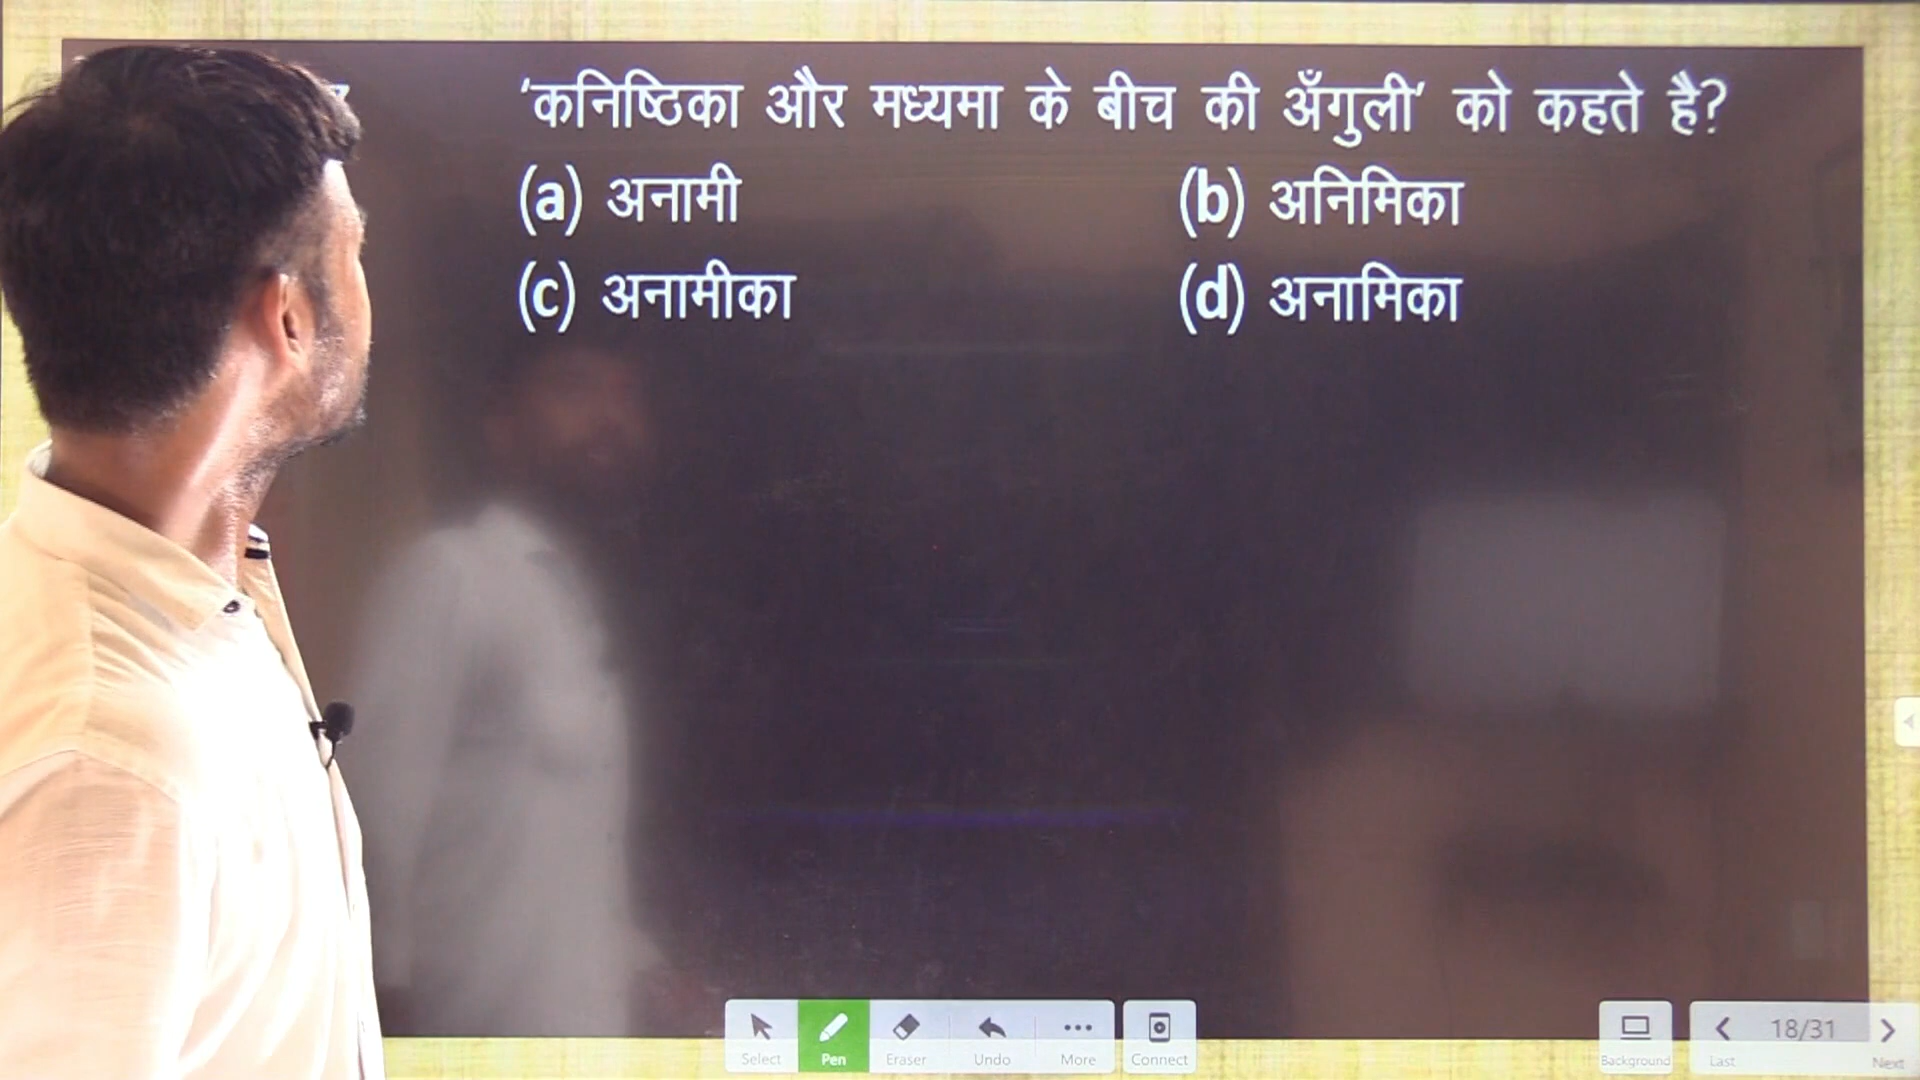 'कनिष्ठिका और मध्यमा के बीच की अँगुली' को कहते है?
(a) अनामी (b) अनिमिका
(c) अनामीका (d) अनामिका
Select Pen Eraser Undo More Connect Background Last 18/31 Next